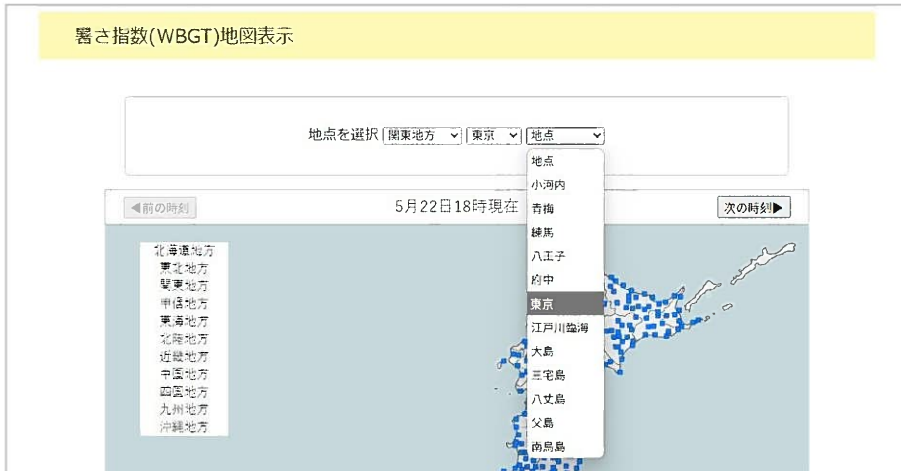 暑さ指数(WBGT)地図表示
地点を選択 関東地方 東京 地点
地点
小河内
青梅
練馬
八王子
府中
東京
江戸川臨海
大島
三宅島
八丈島
父島
南鳥島
◀前の時刻 5月22日18時現在 次の時刻▶
北海道地方
東北地方
関東地方
甲信地方
東海地方
北陸地方
近畿地方
中国地方
四国地方
九州地方
沖縄地方